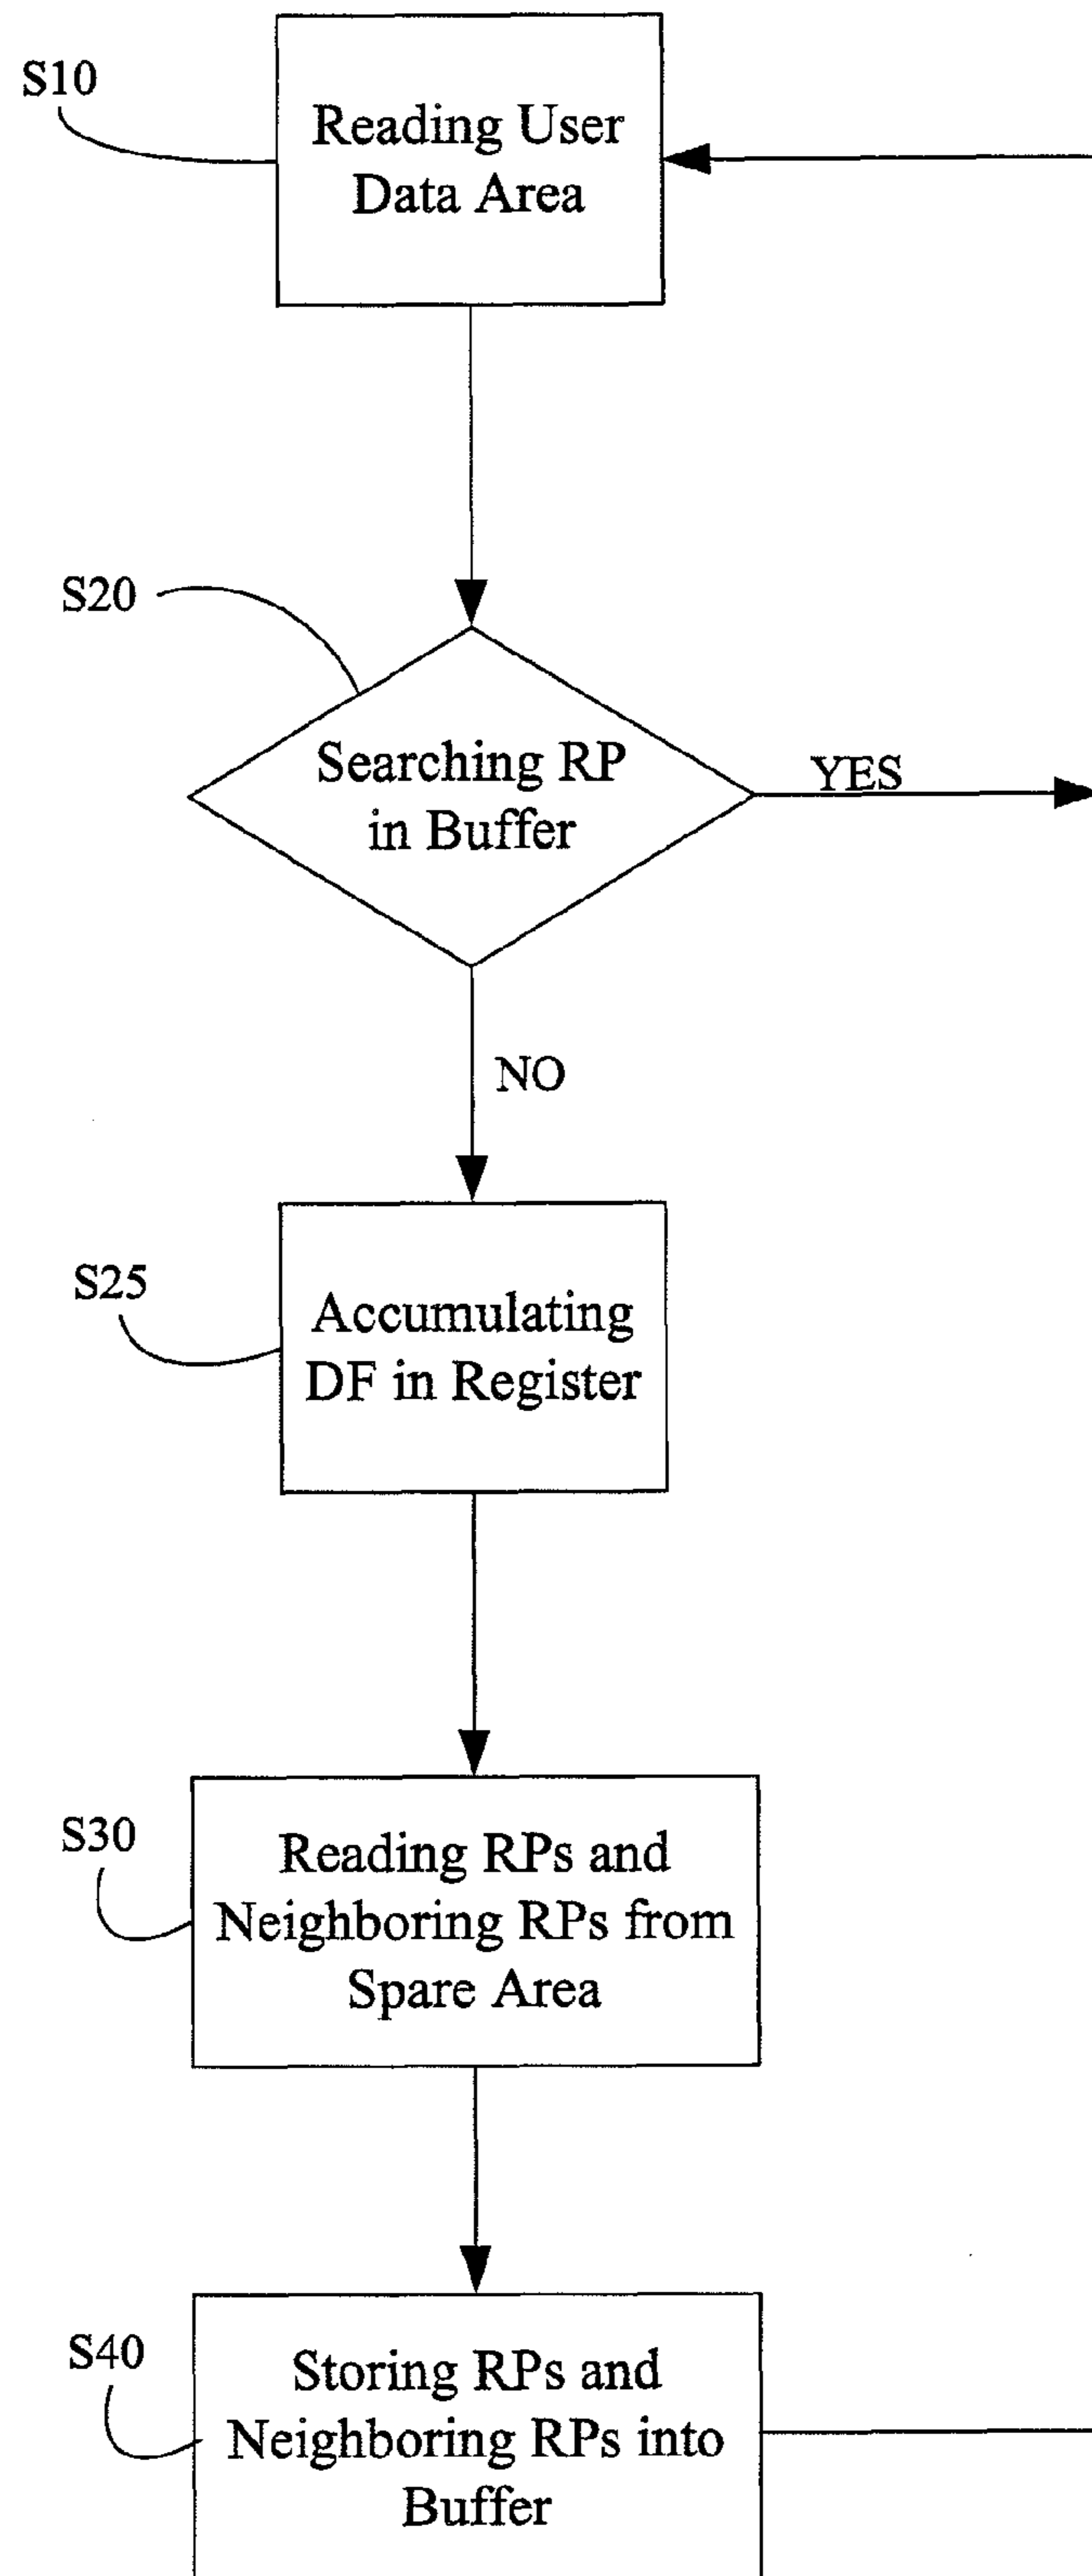 S10
Reading User
Data Area
S20
Searching RP
in Buffer
YES
NO
S25
Accumulating
DF in Register
S30
Reading RPs and
Neighboring RPs from
Spare Area
S40
Storing RPs and
Neighboring RPs into
Buffer